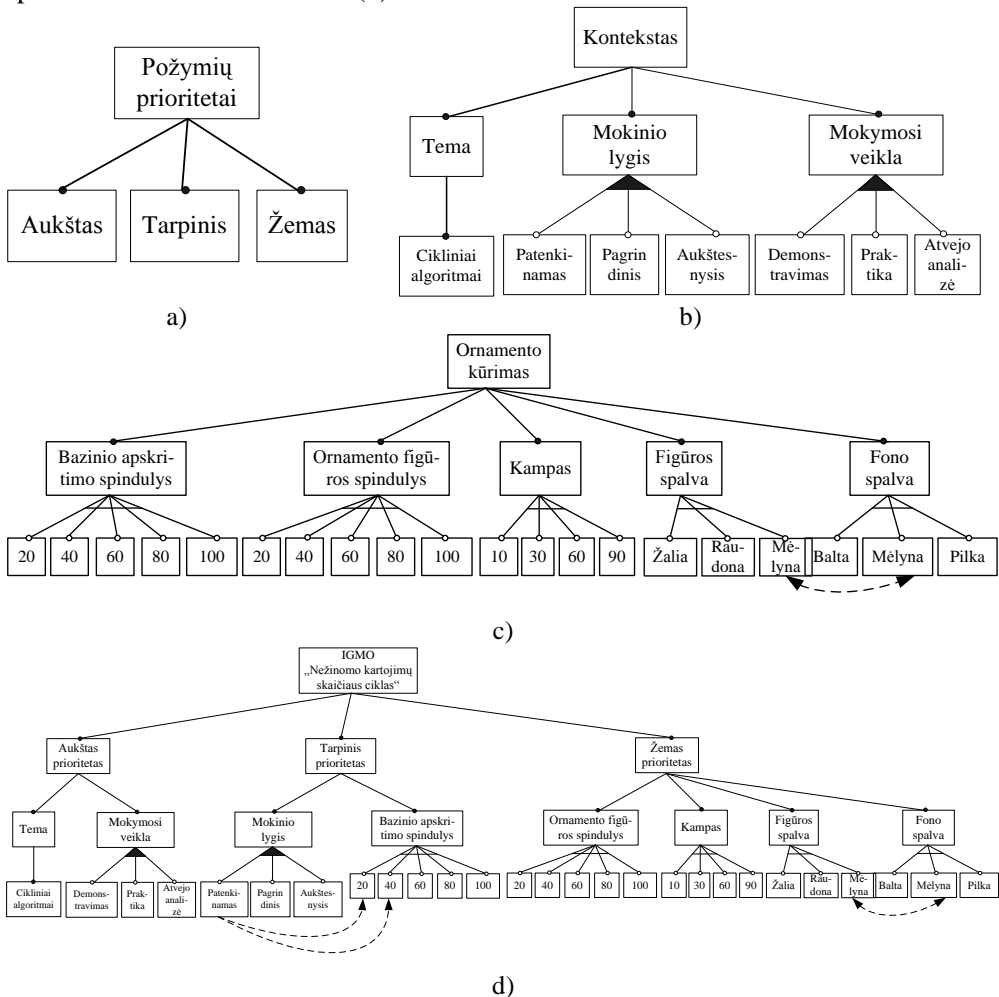 Požymių
prioritetai
Aukštas
Tarpinis
Žemas
a)
Kontekstas
Tema
Mokinio
lygis
Mokymosi
veikla
Cikliniai
algoritmai
Patenki-
namas
Pagrin
dinis
Aukštes-
nysis
Demons-
travimas
Prak-
tika
Atvejo
anali-
zė
b)
Ornamento
kūrimas
Bazinio apskri-
timo spindulys
Ornamento figū-
ros spindulys
Kampas
Figūros
spalva
Fono
spalva
20 40 60 80 100
20 40 60 80 100
10 30 60 90
Žalia
Rau-
dona
Mė-
lyna
Balta
Mėlyna
Pilka
c)
IGMO
„Nežinomo kartojimų
skaičiaus ciklas“
Aukštas
prioritetas
Tarpinis
prioritetas
Žemas
prioritetas
Tema
Mokymosi
veikla
Mokinio
lygis
Bazinio apskri-
timo spindulys
Ornamento figū-
ros spindulys
Kampas
Figūros
spalva
Fono
spalva
Cikliniai
algoritmai
Demons-
travimas
Prak-
tika
Atvejo
anali-
zė
Patenki-
namas
Pagrin
dinis
Aukštes-
nysis
20 40 60 80 100
20 40 60 80 100
10 30 60 90
Žalia
Rau-
dona
Mė-
lyna
Balta
Mėlyna
Pilka
d)